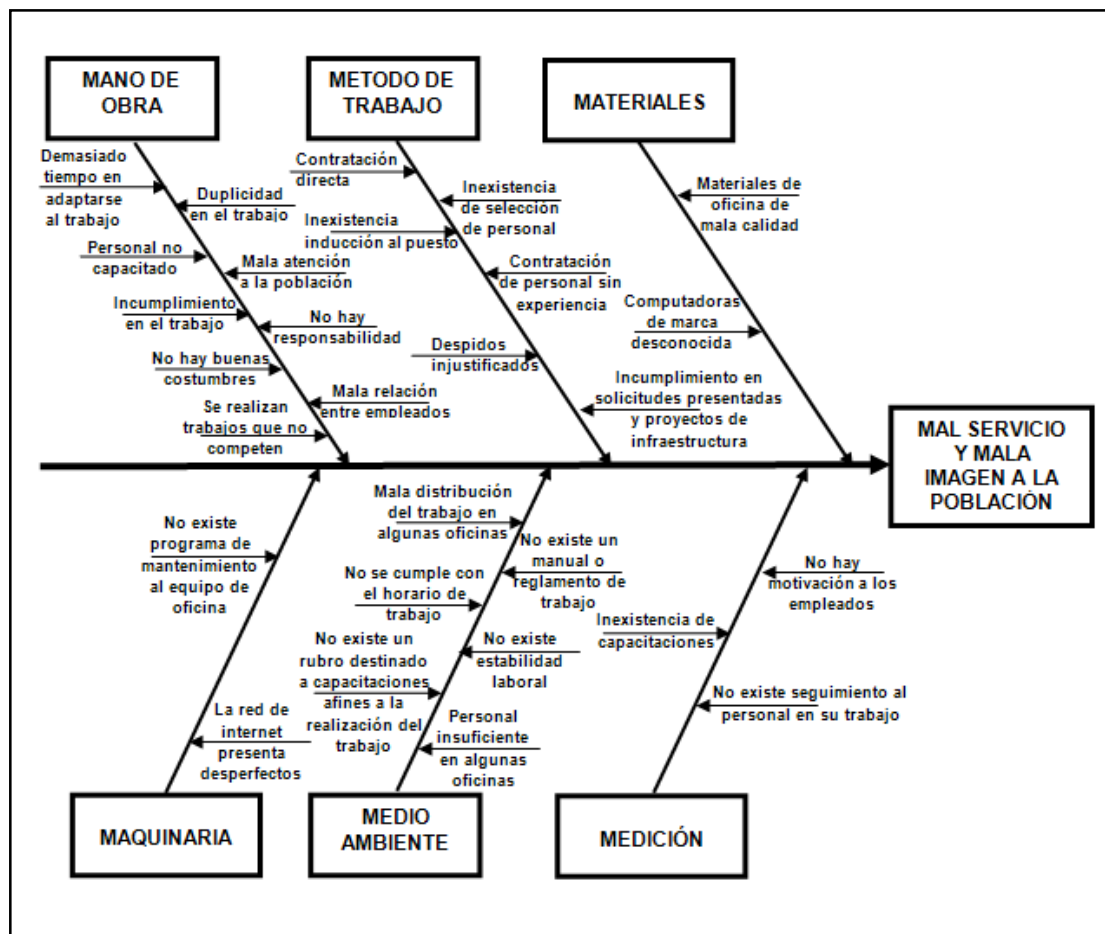 MANO DE
OBRA
METODO DE
TRABAJO
MATERIALES
Demasiado
tiempo en
adaptarse
al trabajo
Duplicidad
en el trabajo
Personal no
capacitado
Mala atención
a la población
Incumplimiento
en el trabajo
No hay
responsabilidad
No hay buenas
costumbres
Mala relación
entre empleados
Se realizan
trabajos que no
competen
Contratación
directa
Inexistencia
de selección
de personal
Inexistencia
inducción al puesto
Contratación
de personal sin
experiencia
Despidos
injustificados
Incumplimiento en
solicitudes presentadas
y proyectos de
infraestructura
Materiales de
oficina de
mala calidad
Computadoras
de marca
desconocida
MAL SERVICIO
Y MALA
IMAGEN A LA
POBLACIÓN
No existe
programa de
mantenimiento
al equipo de
oficina
La red de
internet
presenta
desperfectos
Mala distribución
del trabajo en
algunas oficinas
No existe un
manual o
reglamento de
trabajo
No se cumple con
el horario de
trabajo
No existe
estabilidad
laboral
No existe un
rubro destinado
a capacitaciones
afines a la
realización del
trabajo
Personal
insuficiente
en algunas
oficinas
No hay
motivación a los
empleados
Inexistencia de
capacitaciones
No existe seguimiento al
personal en su trabajo
MAQUINARIA
MEDIO
AMBIENTE
MEDICIÓN